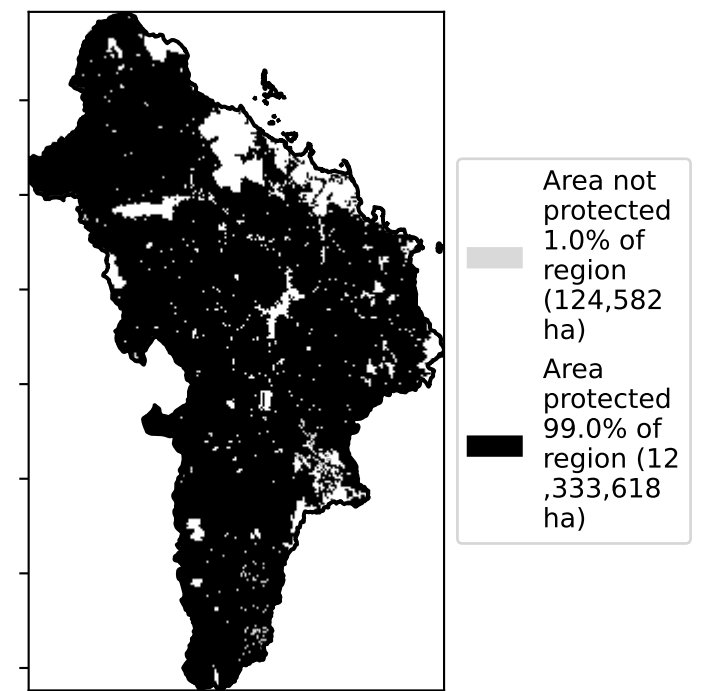 Area not
protected
1.0% of
region
(124,582
ha)
Area
protected
99.0% of
region (12
,333,618
ha)